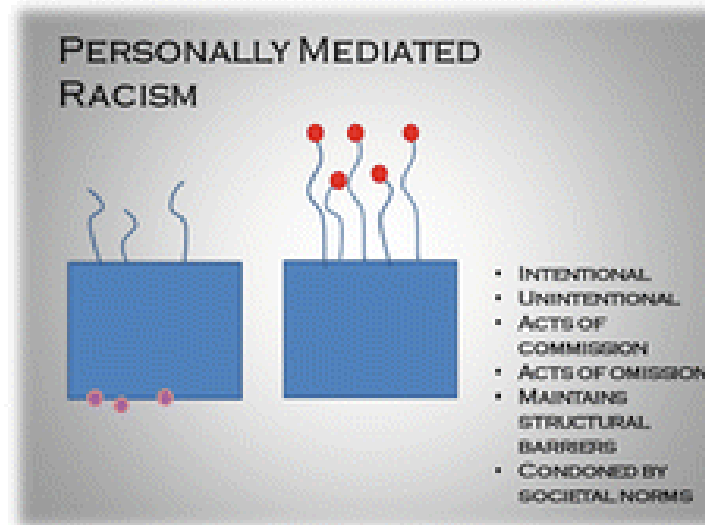 PERSONALLY MEDIATED
RACISM
• INTENTIONAL
• UNINTENTIONAL
• ACTS OF
COMMISSION
• ACTS OF OMISSION
• MAINTAINS
STRUCTURAL
BARRIERS
• CONDONED BY
SOCIETAL NORMS